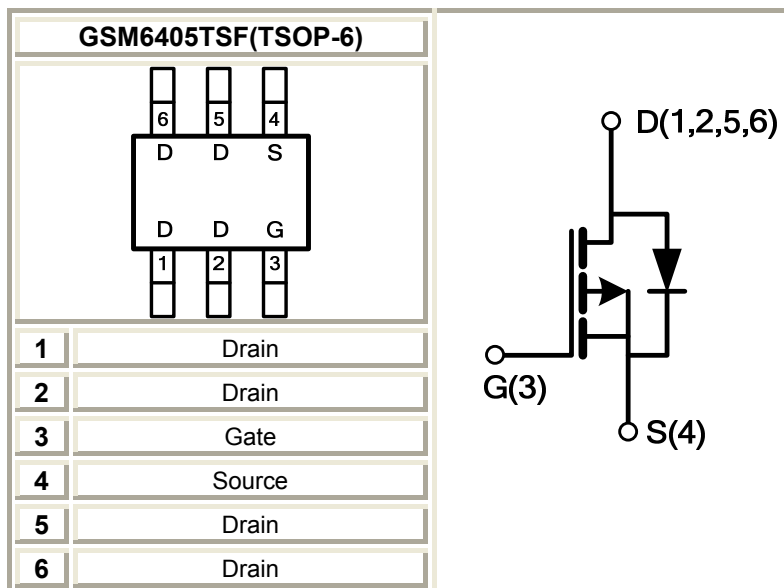 GSM6405TSF(TSOP-6)
6 5 4
D D S
D D G
1 2 3
1 Drain
2 Drain
3 Gate
4 Source
5 Drain
6 Drain
D(1,2,5,6)
G(3)
S(4)